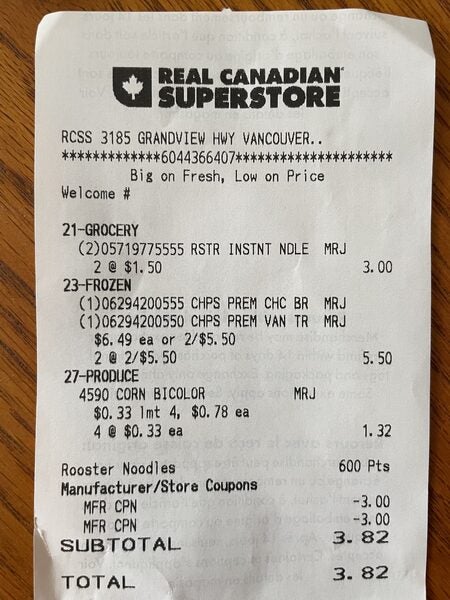 REAL CANADIAN
SUPERSTORE
RCSS 3185 GRANDVIEW HWY VANCOUVER..
*************6044366407*********************
Big on Fresh, Low on Price
Welcome #
21-GROCERY
(2)05719775555 RSTR INSTNT NDLE MRJ
2 @ $1.50 3.00
23-FROZEN
(1)06294200555 CHPS PREM CHC BR MRJ
(1)06294200550 CHPS PREM VAN TR MRJ
$6.49 ea or 2/$5.50
2 @ 2/$5.50 5.50
27-PRODUCE
4590 CORN BICOLOR MRJ
$0.33 lmt 4, $0.78 ea
4 @ $0.33 ea 1.32
Rooster Noodles 600 Pts
Manufacturer/Store Coupons
MFR CPN -3.00
MFR CPN -3.00
SUBTOTAL 3.82
TOTAL 3.82